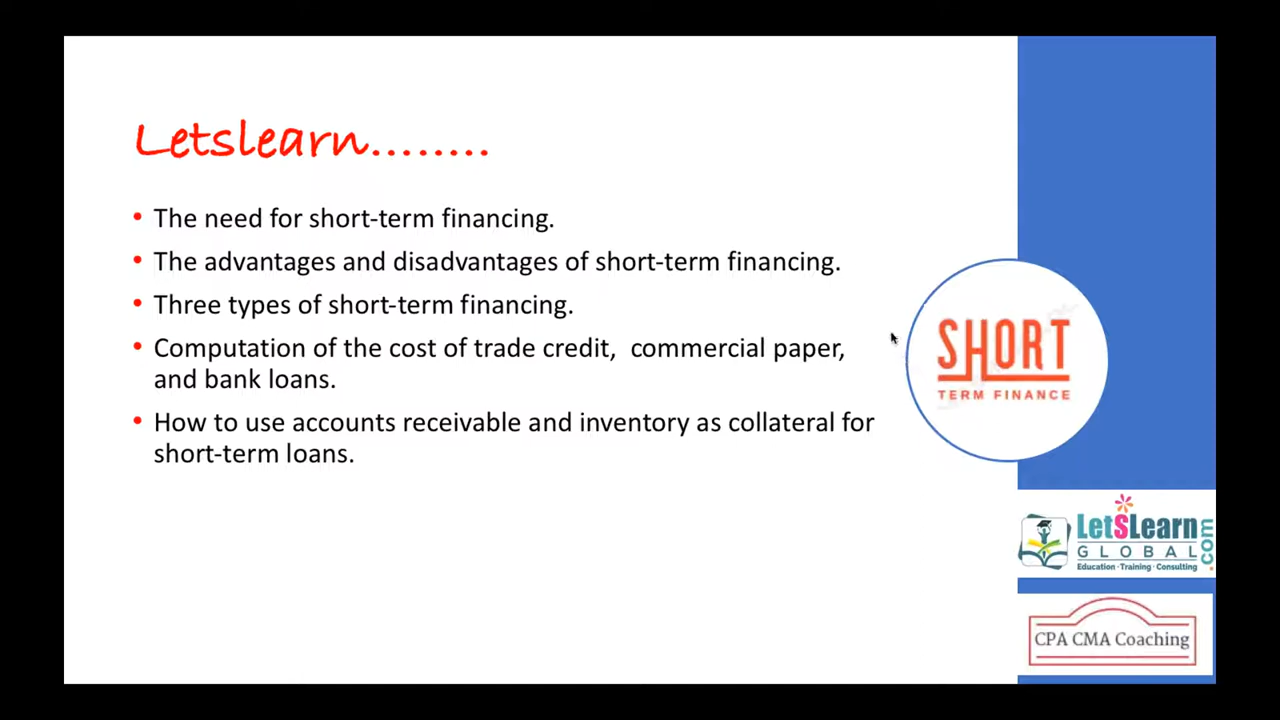 Letslearn........
• The need for short-term financing.
• The advantages and disadvantages of short-term financing.
• Three types of short-term financing.
• Computation of the cost of trade credit,  commercial paper,
and bank loans.
• How to use accounts receivable and inventory as collateral for
short-term loans.
SHORT
TERM FINANCE
LetSLearn
GLOBAL
.com
Education · Training · Consulting
CPA CMA Coaching